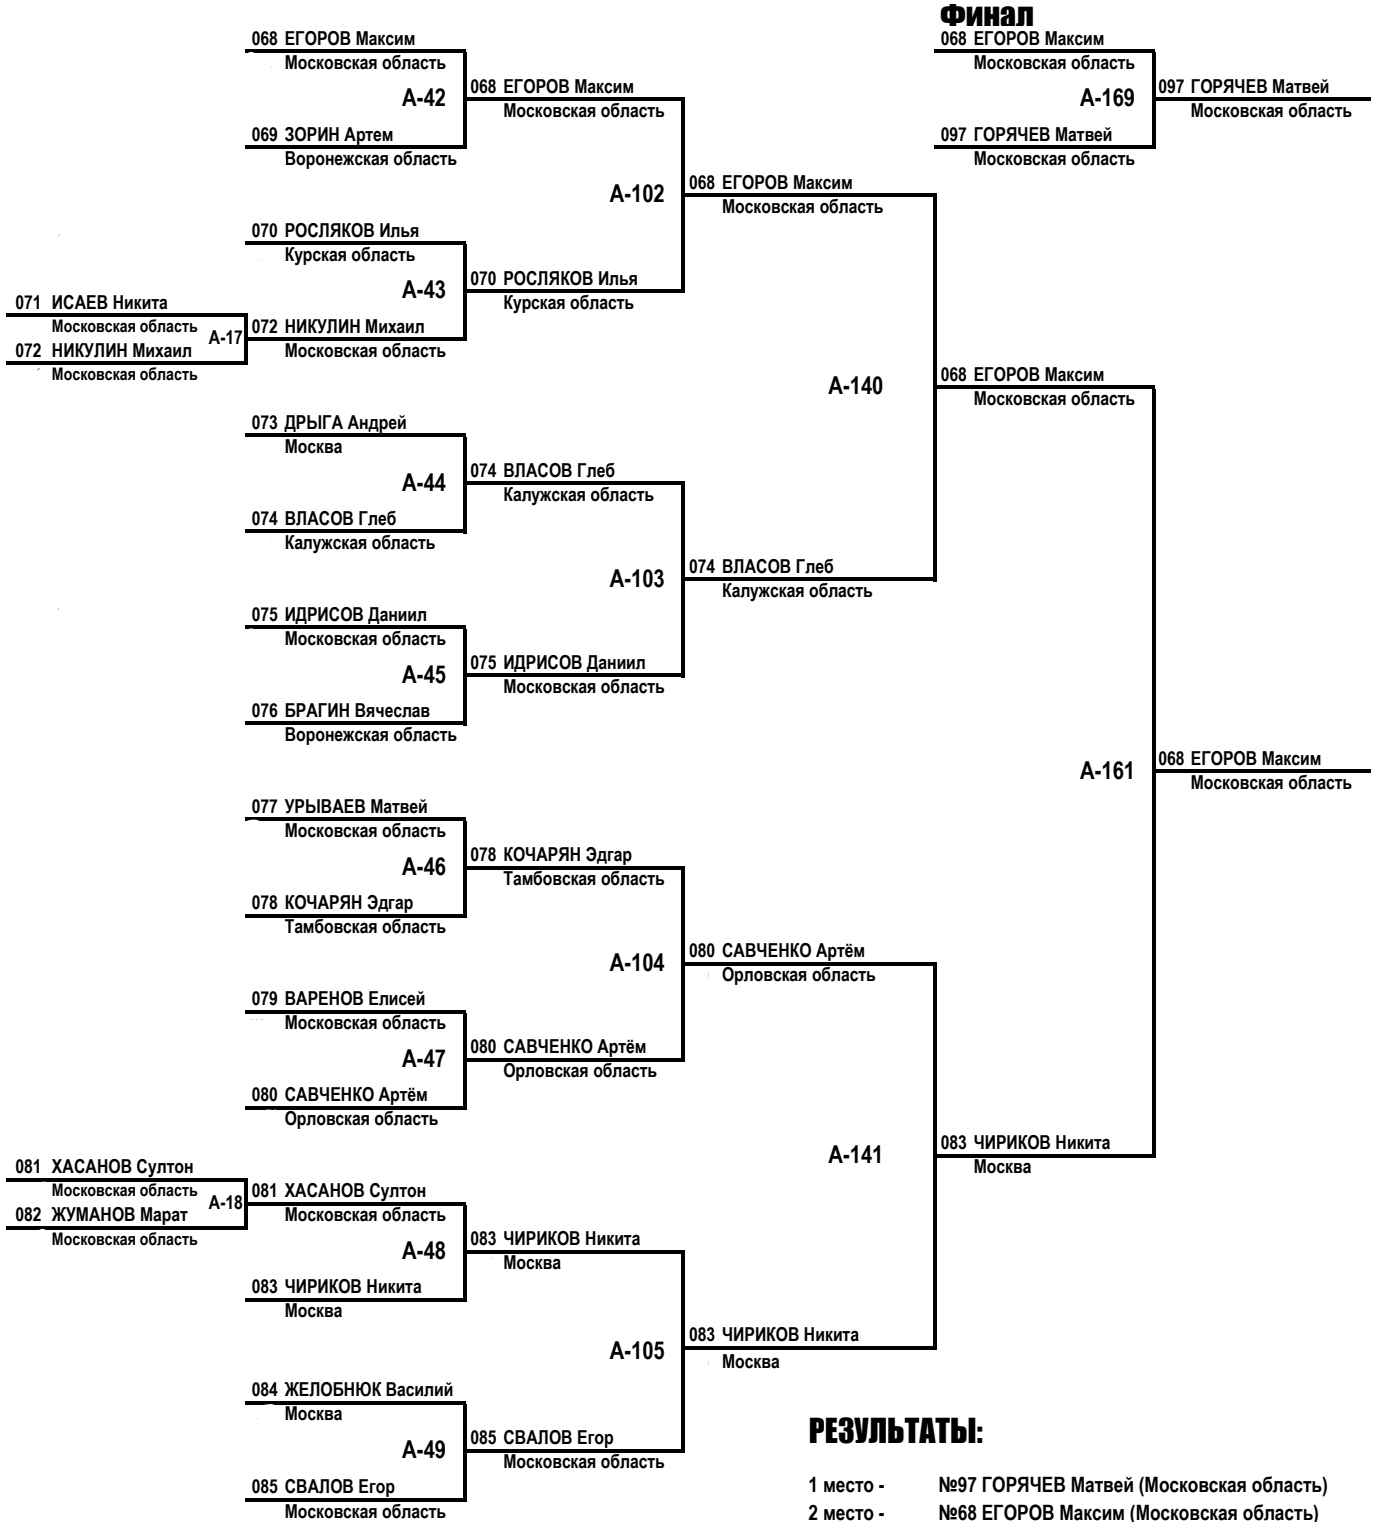 Финал
068 ЕГОРОВ Максим
Московская область
А-42
069 ЗОРИН Артем
Воронежская область
068 ЕГОРОВ Максим
Московская область
068 ЕГОРОВ Максим
Московская область
А-169
097 ГОРЯЧЕВ Матвей
Московская область
097 ГОРЯЧЕВ Матвей
Московская область
А-102
068 ЕГОРОВ Максим
Московская область
070 РОСЛЯКОВ Илья
Курская область
А-43
070 РОСЛЯКОВ Илья
Курская область
071 ИСАЕВ Никита
Московская область
А-17
072 НИКУЛИН Михаил
Московская область
072 НИКУЛИН Михаил
Московская область
А-140
068 ЕГОРОВ Максим
Московская область
073 ДРЫГА Андрей
Москва
А-44
074 ВЛАСОВ Глеб
Калужская область
074 ВЛАСОВ Глеб
Калужская область
А-103
074 ВЛАСОВ Глеб
Калужская область
075 ИДРИСОВ Даниил
Московская область
А-45
075 ИДРИСОВ Даниил
Московская область
076 БРАГИН Вячеслав
Воронежская область
А-161
068 ЕГОРОВ Максим
Московская область
077 УРЫВАЕВ Матвей
Московская область
А-46
078 КОЧАРЯН Эдгар
Тамбовская область
078 КОЧАРЯН Эдгар
Тамбовская область
А-104
080 САВЧЕНКО Артём
Орловская область
079 ВАРЕНОВ Елисей
Московская область
А-47
080 САВЧЕНКО Артём
Орловская область
080 САВЧЕНКО Артём
Орловская область
А-141
083 ЧИРИКОВ Никита
Москва
081 ХАСАНОВ Султон
Московская область
А-18
082 ЖУМАНОВ Марат
Московская область
081 ХАСАНОВ Султон
Московская область
А-48
083 ЧИРИКОВ Никита
Москва
083 ЧИРИКОВ Никита
Москва
А-105
083 ЧИРИКОВ Никита
Москва
084 ЖЕЛОБНЮК Василий
Москва
А-49
085 СВАЛОВ Егор
Московская область
085 СВАЛОВ Егор
Московская область
РЕЗУЛЬТАТЫ:
1 место - №97 ГОРЯЧЕВ Матвей (Московская область)
2 место - №68 ЕГОРОВ Максим (Московская область)